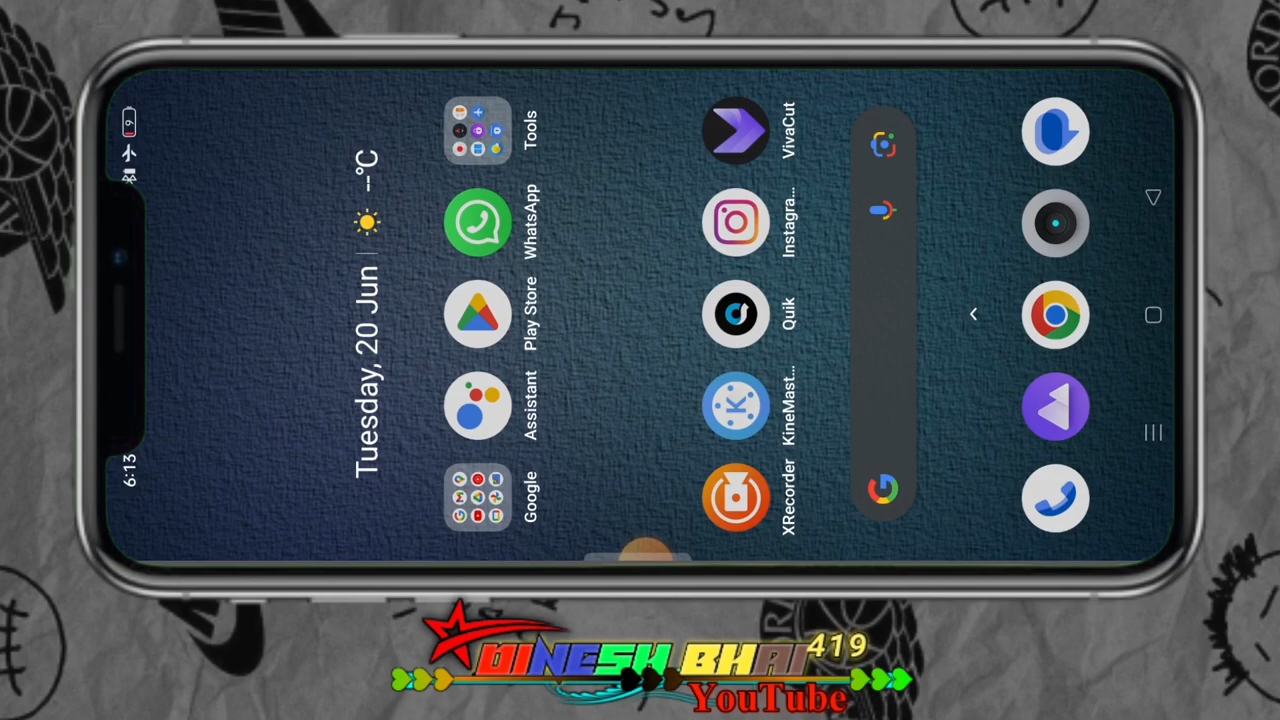 6:13
9
Tuesday, 20 Jun | --°C
Google
Assistant
Play Store
WhatsApp
Tools
XRecorder
KineMast...
Quik
Instagra...
VivaCut
DINESH BHAI 419
YouTube